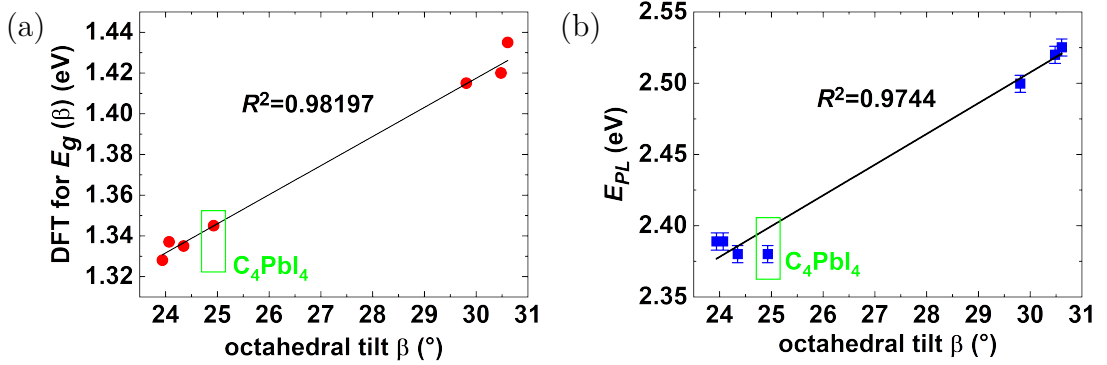 (a)
DFT for E_g (β) (eV)
1.44
1.42
1.40
1.38
1.36
1.34
1.32
R²=0.98197
C₄PbI₄
24 25 26 27 28 29 30 31
octahedral tilt β (°)
(b)
E_PL (eV)
2.55
2.50
2.45
2.40
2.35
R²=0.9744
C₄PbI₄
24 25 26 27 28 29 30 31
octahedral tilt β (°)